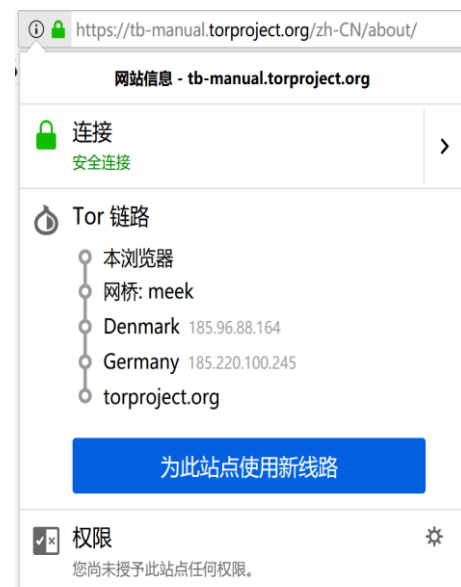 https://tb-manual.torproject.org/zh-CN/about/
网站信息 - tb-manual.torproject.org
连接
安全连接
Tor 链路
本浏览器
网桥: meek
Denmark 185.96.88.164
Germany 185.220.100.245
torproject.org
为此站点使用新线路
权限
您尚未授予此站点任何权限。